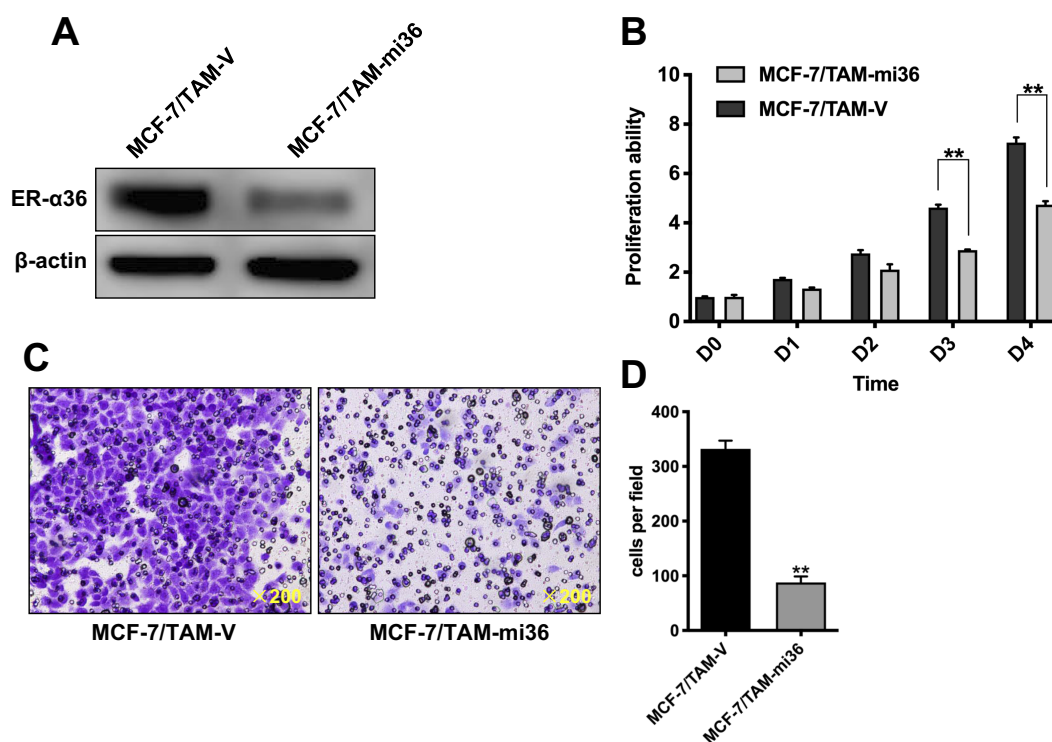 A
MCF-7/TAM-V
MCF-7/TAM-mi36
ER-α36
β-actin
B
MCF-7/TAM-mi36
MCF-7/TAM-V
Proliferation ability
10
8
6
4
2
0
**
**
D0
D1
D2
D3
D4
Time
C
×200
×200
MCF-7/TAM-V
MCF-7/TAM-mi36
D
cells per field
400
300
200
100
0
**
MCF-7/TAM-V
MCF-7/TAM-mi36